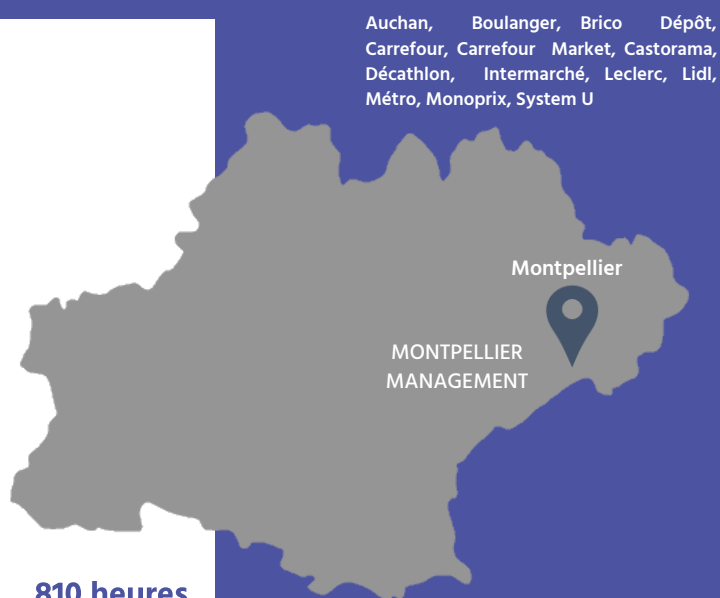 Auchan, Boulanger, Brico Dépôt,
Carrefour, Carrefour Market, Castorama,
Décathlon, Intermarché, Leclerc, Lidl,
Métro, Monoprix, System U
Montpellier
MONTPELLIER
MANAGEMENT
810 heures